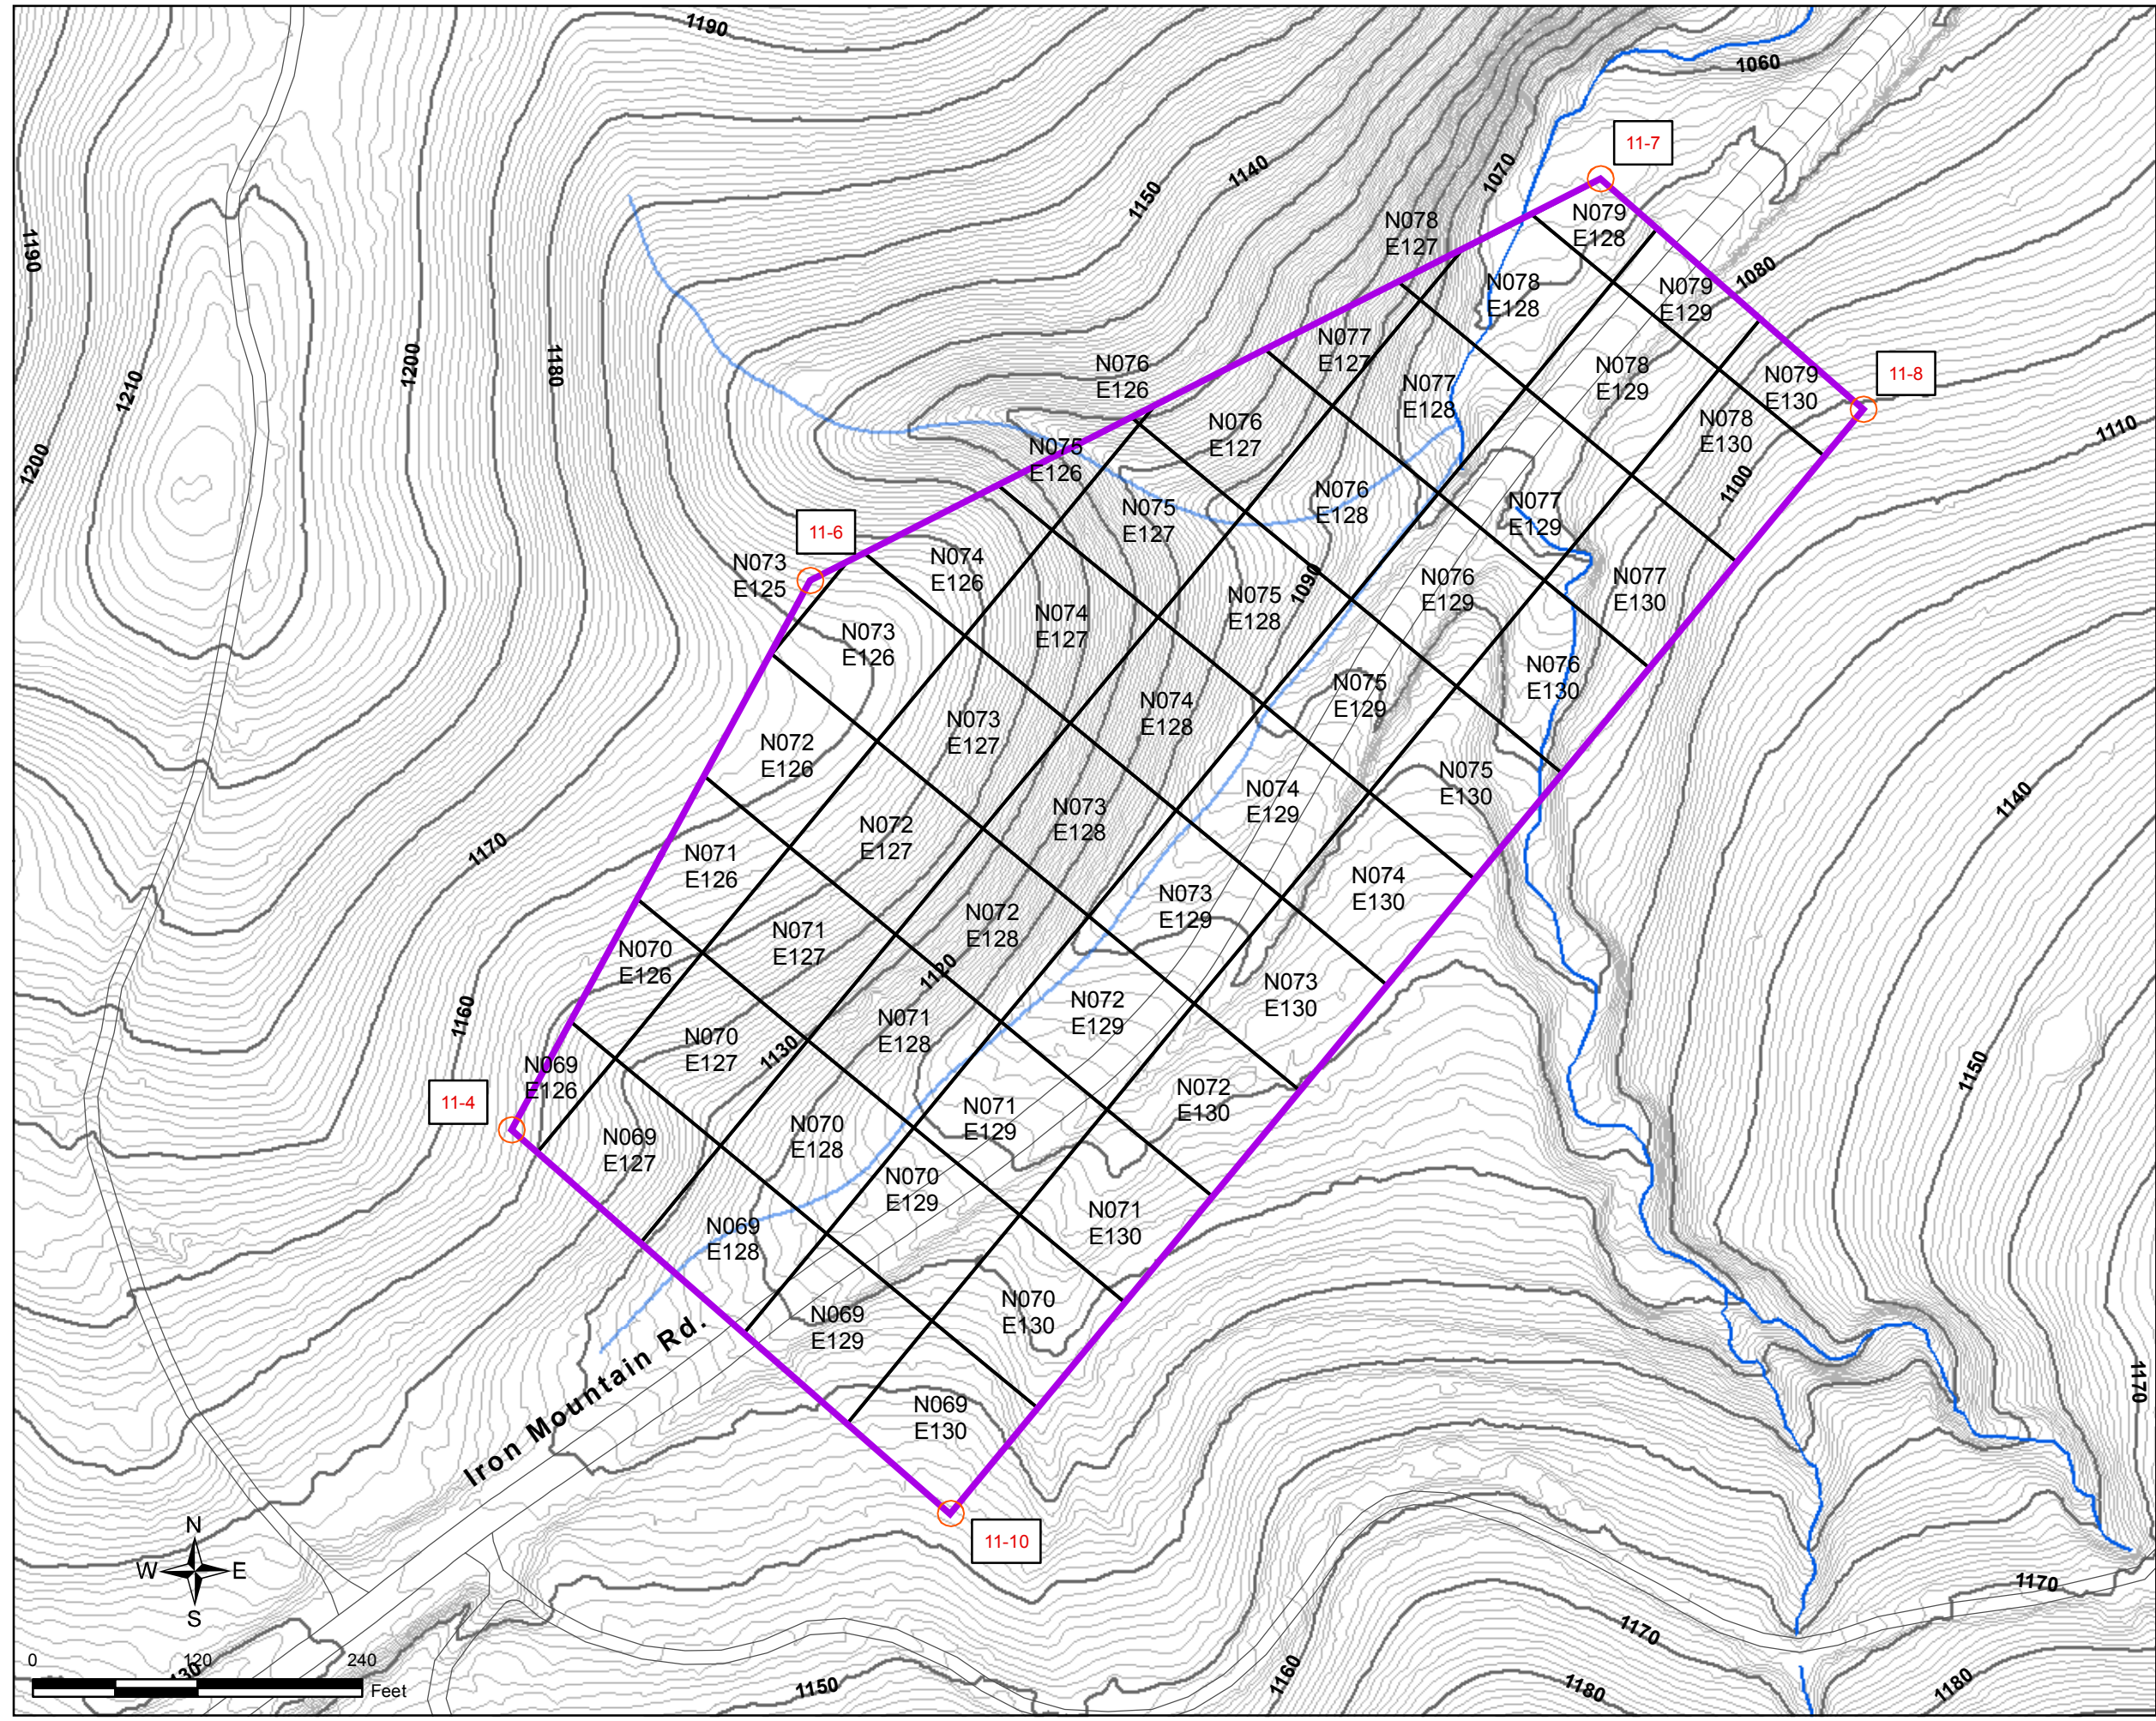 1190
1060
11-7
1140
1070
1150
N078
E127
N079
E128
1190
1080
N078
E128
N079
E129
1200
1180
1210
N077
E127
N078
E129
11-8
N076
E126
N077
E128
N079
E130
N078
E130
1110
N076
E127
1200
N075
E126
1100
N076
E128
N077
E129
N075
E127
11-6
N073
E125
N074
E126
1090
N076
E129
N077
E130
N075
E128
N074
E127
N073
E126
N076
E130
N075
E129
N074
E128
N073
E127
N072
E126
N075
E130
N074
E129
1140
N073
E128
N072
E127
1170
N071
E126
N074
E130
N073
E129
N072
E128
N071
E127
N070
E126
1120
N073
E130
1160
N072
E129
N071
E128
N070
E127
1130
1150
N069
E126
11-4
N072
E130
N071
E129
N070
E128
N069
E127
N070
E129
N071
E130
N069
E128
N070
E130
N069
E129
Iron Mountain Rd.
1170
N069
E130
11-10
N
W E
S
1170
1170
0 120 240
Feet
130
1150
1160
1180
1180